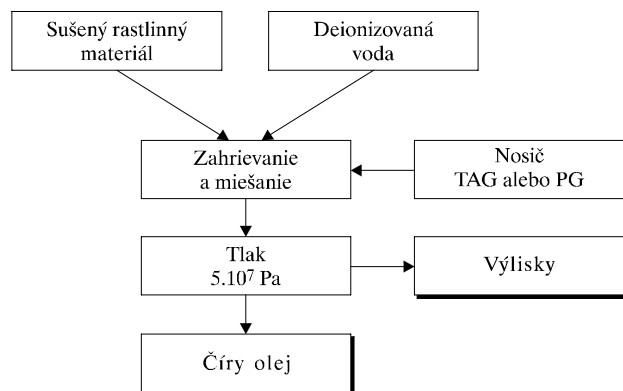 Sušený rastlinný
materiál
Deionizovaná
voda
Zahrievanie
a miešanie
Nosič
TAG alebo PG
Tlak
5.10⁷ Pa
Výlisky
Číry olej